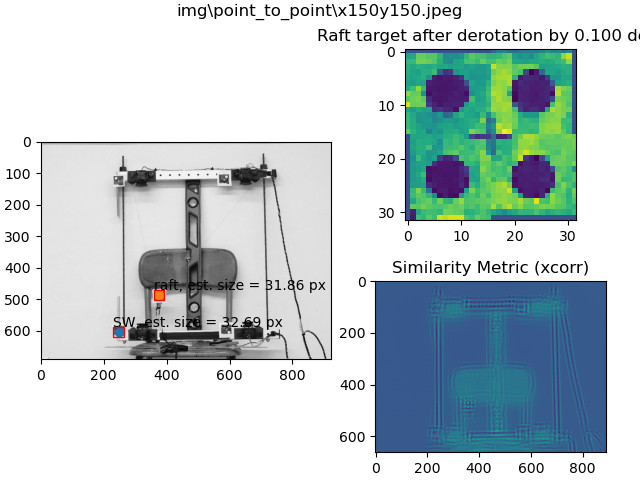 img\point_to_point\x150y150.jpeg
Raft target after derotation by 0.100 de
0
10
20
30
0 10 20 30
0
100
200
300
400
500
600
0 200 400 600 800
raft, est. size = 31.86 px
SW, est. size = 32.69 px
Similarity Metric (xcorr)
0
200
400
600
0 200 400 600 800